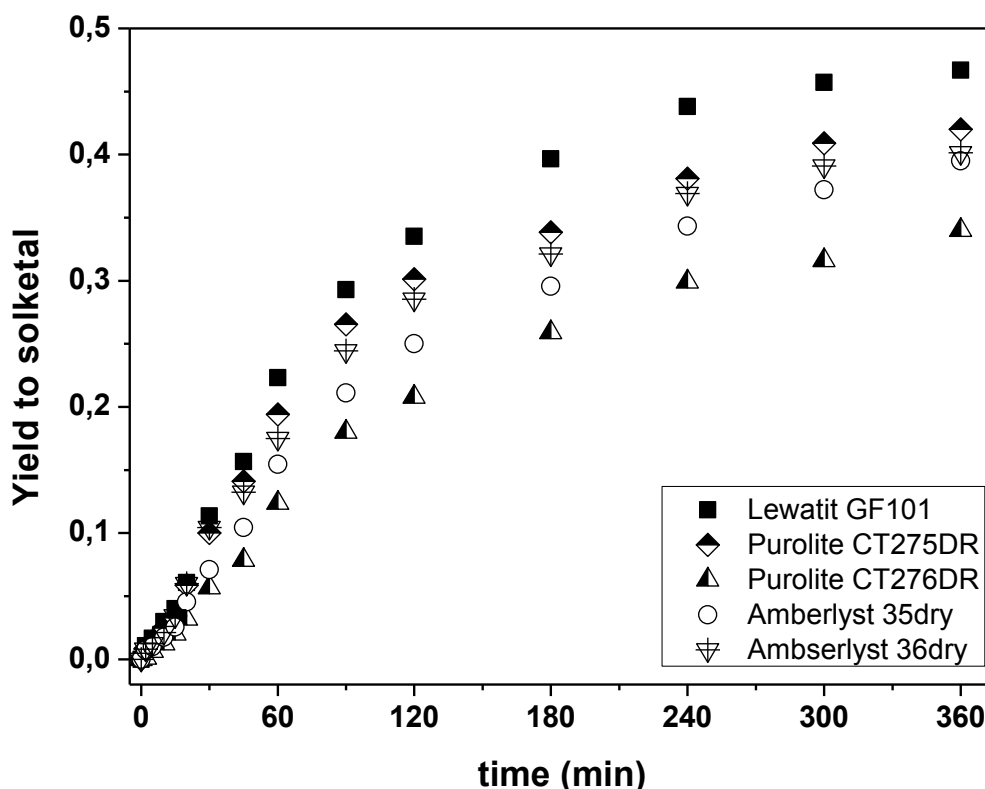 0,5
0,4
0,3
0,2
0,1
0,0
Yield to solketal
Lewatit GF101
Purolite CT275DR
Purolite CT276DR
Amberlyst 35dry
Ambserlyst 36dry
0 60 120 180 240 300 360
time (min)